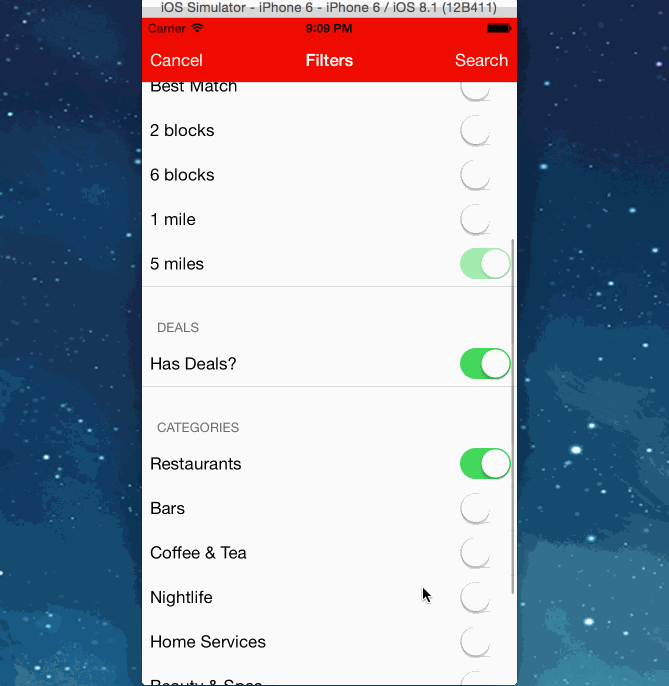 iOS Simulator - iPhone 6 - iPhone 6 / iOS 8.1 (12B411)
Carrier 9:09 PM
Cancel Filters Search
Best Match
2 blocks
6 blocks
1 mile
5 miles
DEALS
Has Deals?
CATEGORIES
Restaurants
Bars
Coffee & Tea
Nightlife
Home Services
Beauty & Spas